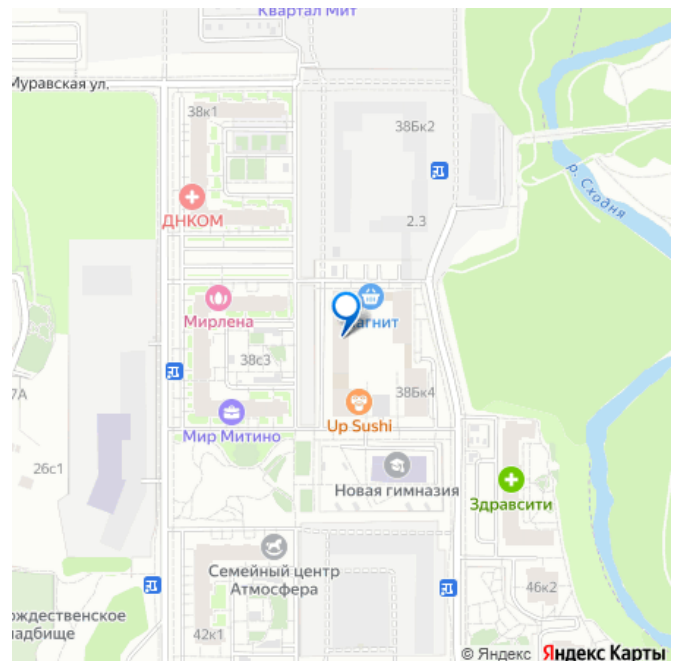 Квартал Мит
Муравская ул.
38к1
38Бк2
р. Сходня
ДНКОМ
2.3
Мирлена
агнит
38с3
7А
38Бк4
Up Sushi
Мир Митино
26с1
Новая гимназия
Здравсити
Семейный центр
Атмосфера
46к2
ождественское
ладбище
42к1
© Яндекс Яндекс Карты